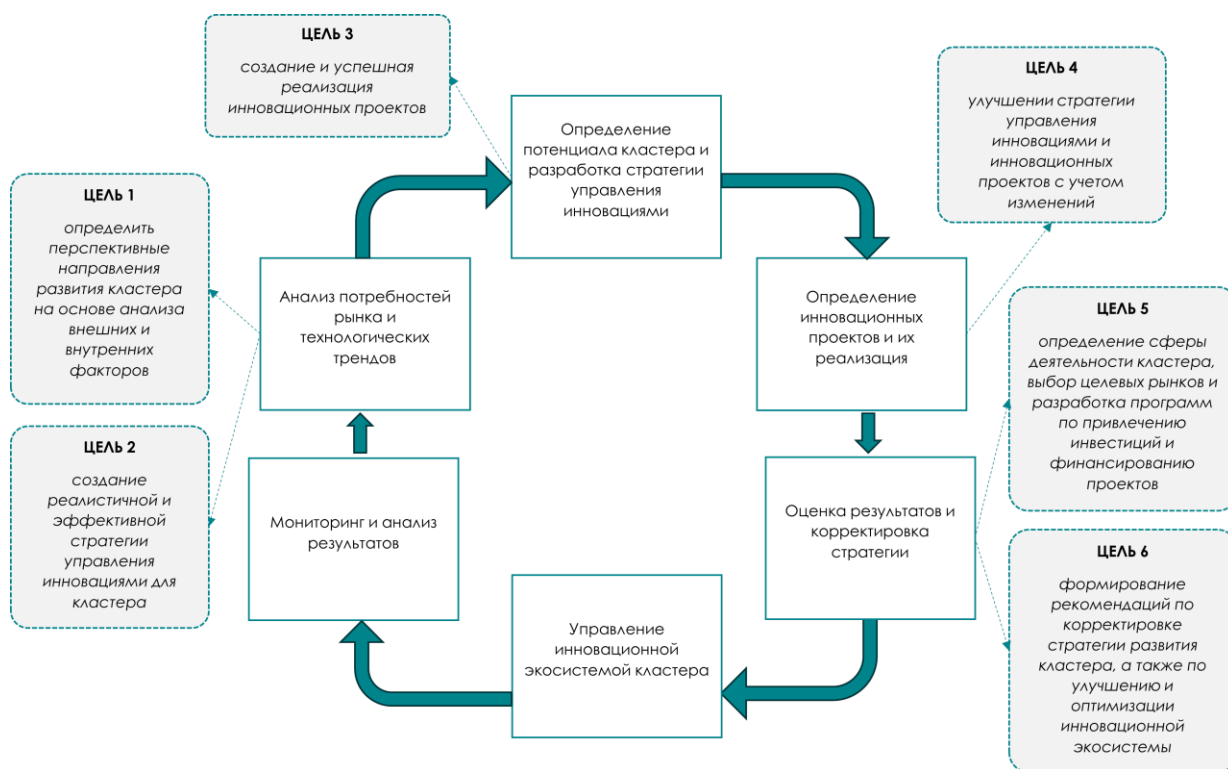 ЦЕЛЬ 3
создание и успешная
реализация
инновационных проектов
ЦЕЛЬ 4
улучшении стратегии
управления
инновациями и
инновационных
проектов с учетом
изменений
Определение
потенциала кластера и
разработка стратегии
управления
инновациями
ЦЕЛЬ 1
определить
перспективные
направления
развития кластера
на основе анализа
внешних и
внутренних
факторов
Анализ потребностей
рынка и
технологических
трендов
Определение
инновационных
проектов и их
реализация
ЦЕЛЬ 5
определение сферы
деятельности кластера,
выбор целевых рынков и
разработка программ
по привлечению
инвестиций и
финансированию
проектов
ЦЕЛЬ 2
создание
реалистичной и
эффективной
стратегии
управления
инновациями для
кластера
Мониторинг и анализ
результатов
Оценка результатов и
корректировка
стратегии
ЦЕЛЬ 6
формирование
рекомендаций по
корректировке
стратегии развития
кластера, а также по
улучшению и
оптимизации
инновационной
экосистемы
Управление
инновационной
экосистемой кластера